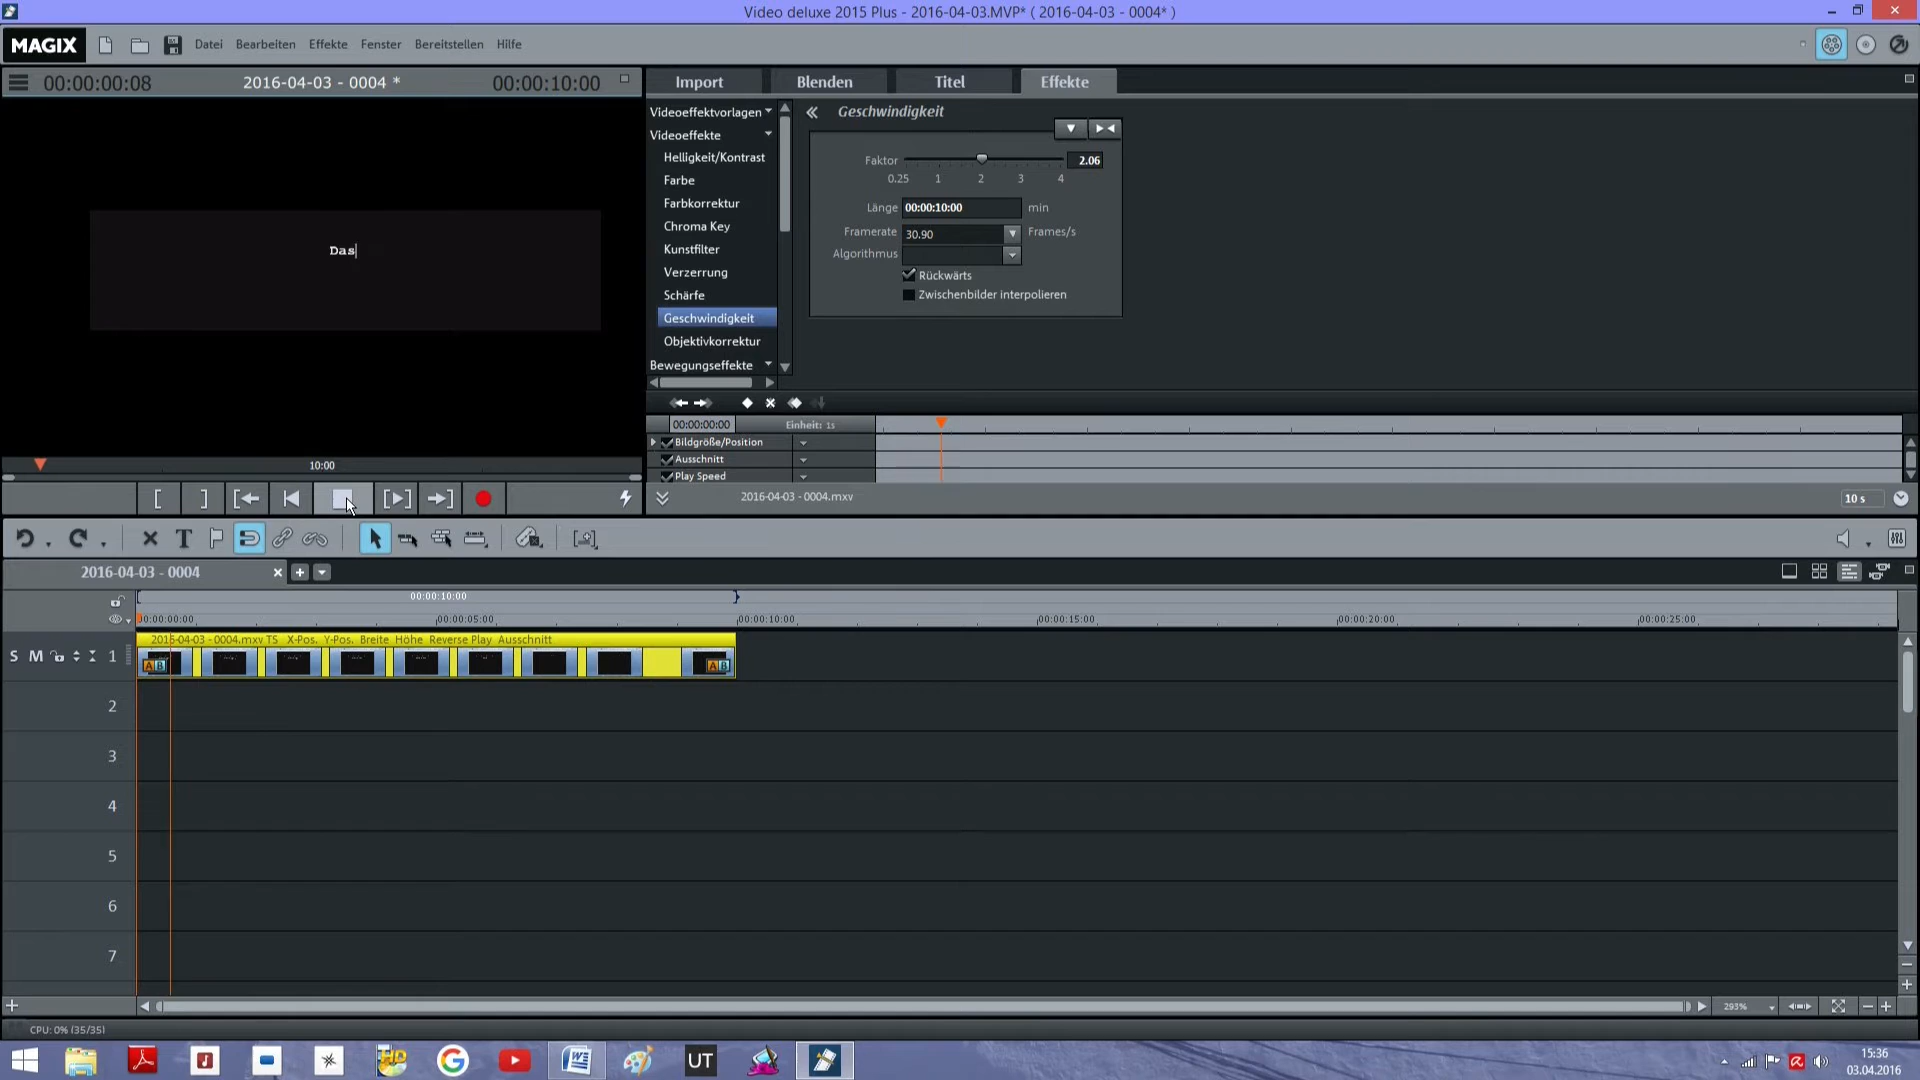 Video deluxe 2015 Plus - 2016-04-03.MVP* ( 2016-04-03 - 0004* )
MAGIX Datei Bearbeiten Effekte Fenster Bereitstellen Hilfe
00:00:00:08 2016-04-03 - 0004 * 00:00:10:00
Import Blenden Titel Effekte
Videoeffektvorlagen
Videoeffekte
Helligkeit/Kontrast
Farbe
Farbkorrektur
Chroma Key
Kunstfilter
Verzerrung
Schärfe
Geschwindigkeit
Objektivkorrektur
Bewegungseffekte
Geschwindigkeit
Faktor 2.06
0.25 1 2 3 4
Länge 00:00:10:00 min
Framerate 30.90 Frames/s
Algorithmus
Rückwärts
Zwischenbilder interpolieren
Das
10:00
00:00:00:00 Einheit: 1s
Bildgröße/Position
Ausschnitt
Play Speed
2016-04-03 - 0004.mxv 10 s
2016-04-03 - 0004
00:00:10:00
00:00:00:00 00:00:05:00 00:00:10:00 00:00:15:00 00:00:20:00 00:00:25:00
2016-04-03 - 0004.mxv TS X-Pos. Y-Pos. Breite Höhe Reverse Play Ausschnitt
S M 1
AB AB
2
3
4
5
6
7
293%
CPU: 0% (35/35)
HD G UT
15:36
03.04.2016